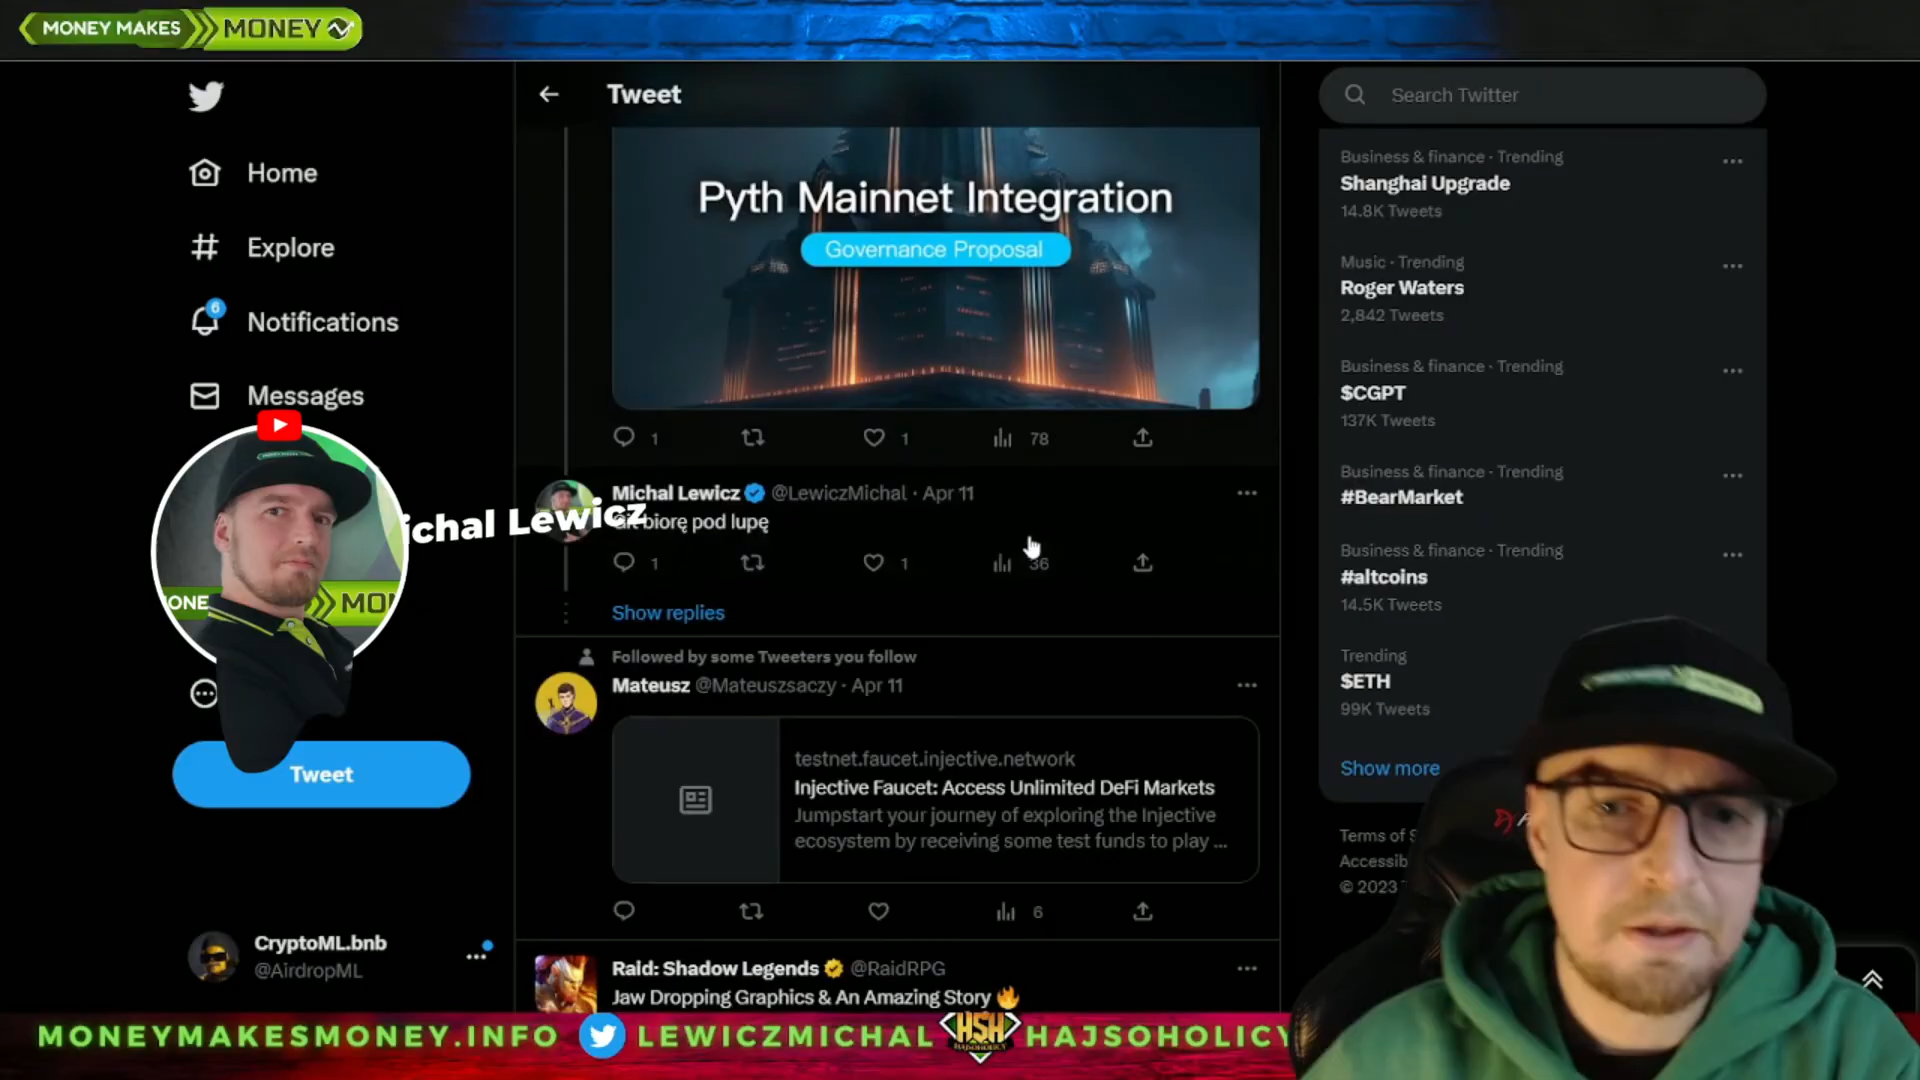 MONEY MAKES MONEY
Tweet
Search Twitter
Home
Explore
Notifications
6
Messages
Tweet
CryptoML.bnb
@AirdropML
Pyth Mainnet Integration
Governance Proposal
1 1 78
Michal Lewicz @LewiczMichal · Apr 11
biorę pod lupę
1 1 36
Show replies
ichal Lewicz
ONE MON
Followed by some Tweeters you follow
Mateusz @Mateuszsaczy · Apr 11
testnet.faucet.injective.network
Injective Faucet: Access Unlimited DeFi Markets
Jumpstart your journey of exploring the Injective
ecosystem by receiving some test funds to play ...
6
Raid: Shadow Legends @RaidRPG
Jaw Dropping Graphics & An Amazing Story 🔥
Business & finance · Trending
Shanghai Upgrade
14.8K Tweets
Music · Trending
Roger Waters
2,842 Tweets
Business & finance · Trending
$CGPT
137K Tweets
Business & finance · Trending
#BearMarket
Business & finance · Trending
#altcoins
14.5K Tweets
Trending
$ETH
99K Tweets
Show more
Terms of S
Accessib
© 2023
MONEYMAKESMONEY.INFO LEWICZMICHAL HSH HAJSOHOLICY